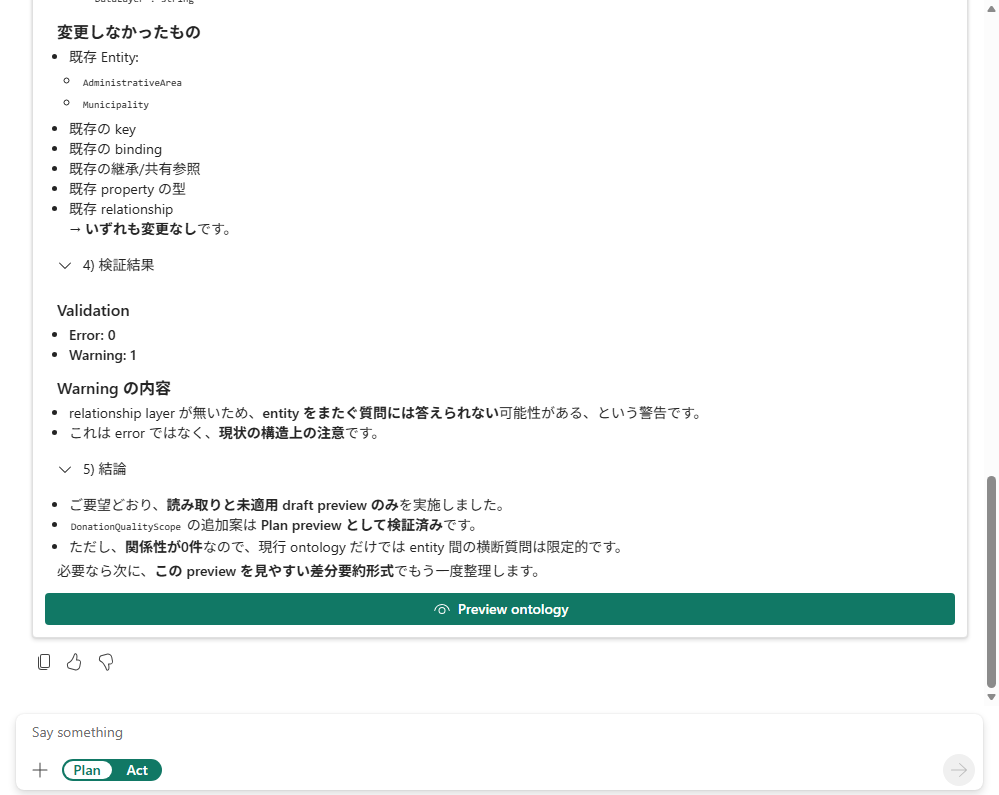 DataLayer : string
変更しなかったもの
既存 Entity:
AdministrativeArea
Municipality
既存の key
既存の binding
既存の継承/共有参照
既存 property の型
既存 relationship
→ いずれも変更なしです。
4) 検証結果
Validation
Error: 0
Warning: 1
Warning の内容
relationship layer が無いため、entity をまたぐ質問には答えられない可能性がある、という警告です。
これは error ではなく、現状の構造上の注意です。
5) 結論
ご要望どおり、読み取りと未適用 draft preview のみを実施しました。
DonationQualityScope の追加案は Plan preview として検証済みです。
ただし、関係性が0件なので、現行 ontology だけでは entity 間の横断質問は限定的です。
必要なら次に、この preview を見やすい差分要約形式でもう一度整理します。
Preview ontology
Say something
Plan Act